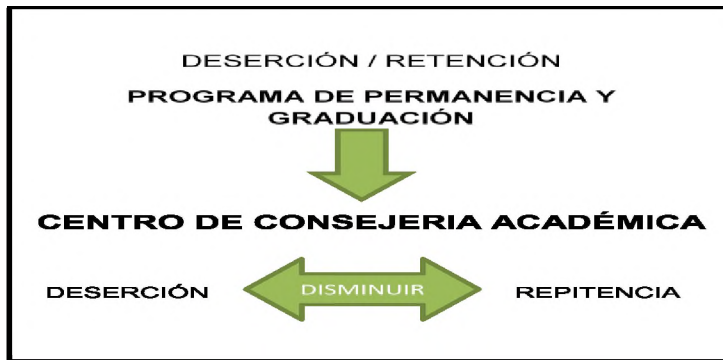 DESERCIÓN / RETENCIÓN
PROGRAMA DE PERMANENCIA Y
GRADUACIÓN
CENTRO DE CONSEJERIA ACADÉMICA
DESERCIÓN DISMINUIR REPITENCIA